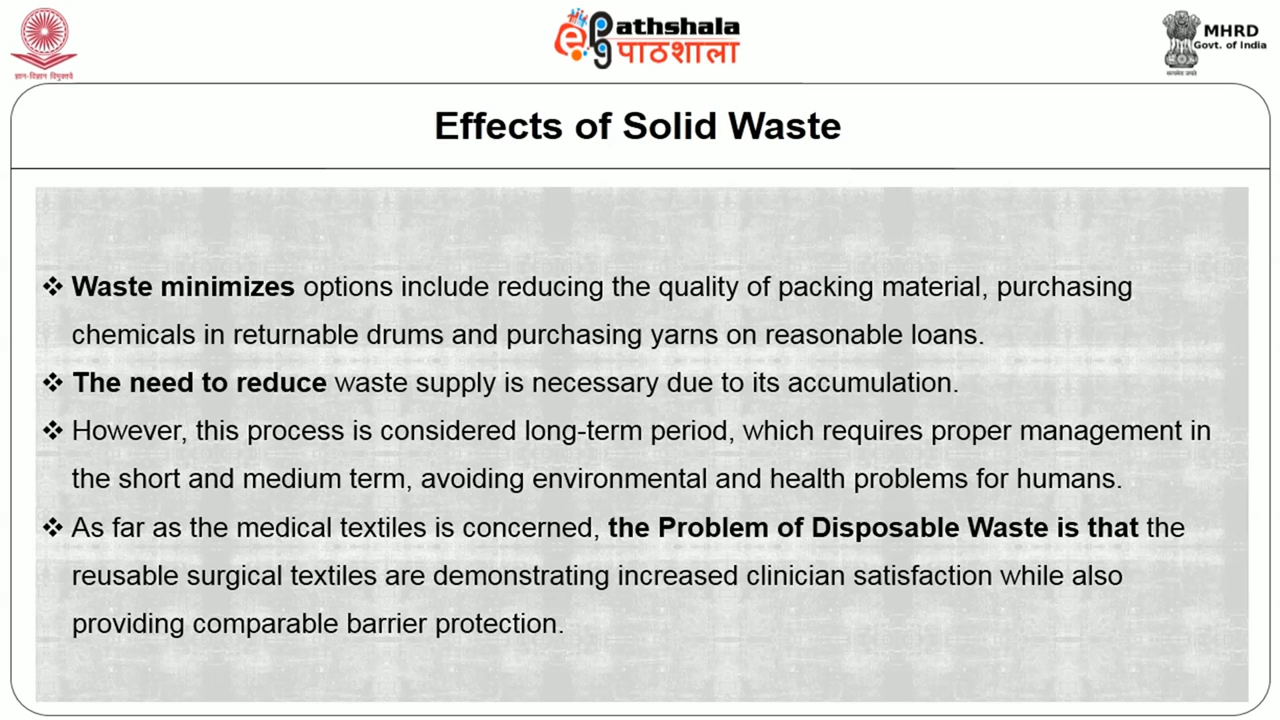 ज्ञान-विज्ञान विमुक्तये
Pathshala
पाठशाला
MHRD
Govt. of India
सत्यमेव जयते
Effects of Solid Waste
❖ Waste minimizes options include reducing the quality of packing material, purchasing
chemicals in returnable drums and purchasing yarns on reasonable loans.
❖ The need to reduce waste supply is necessary due to its accumulation.
❖ However, this process is considered long-term period, which requires proper management in
the short and medium term, avoiding environmental and health problems for humans.
❖ As far as the medical textiles is concerned, the Problem of Disposable Waste is that the
reusable surgical textiles are demonstrating increased clinician satisfaction while also
providing comparable barrier protection.